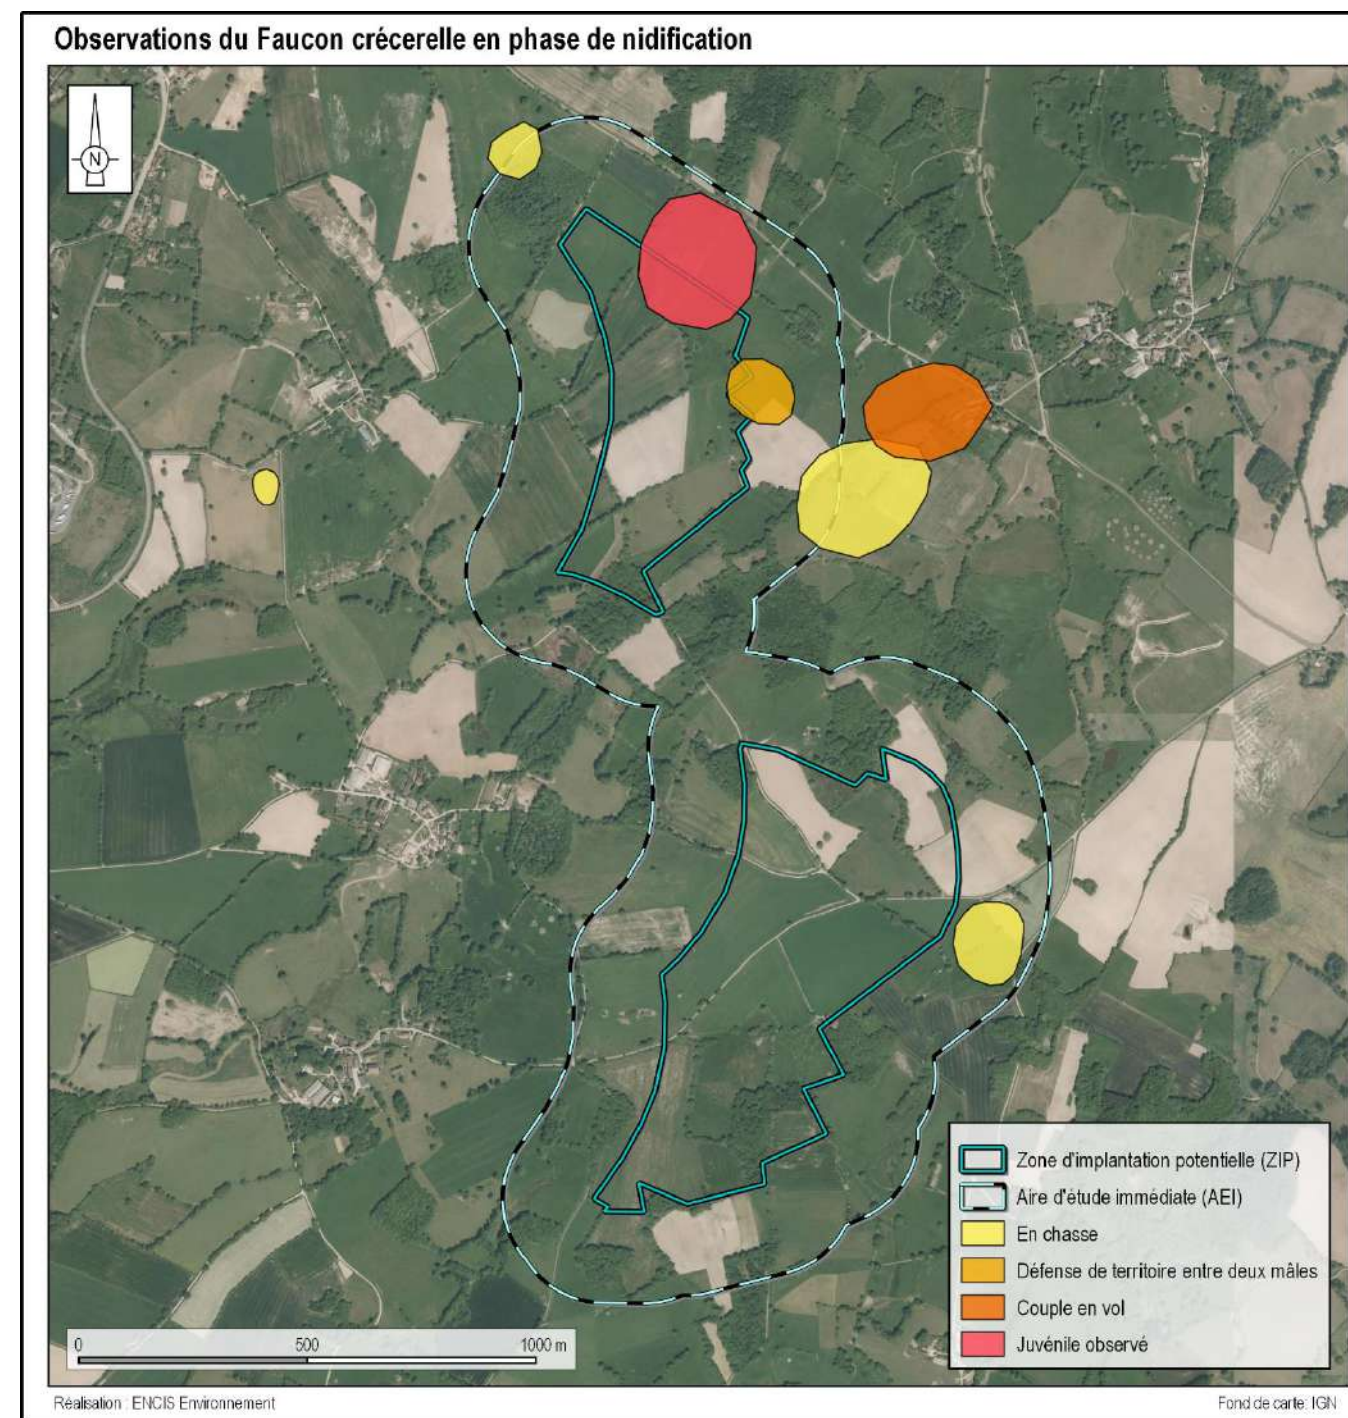 Observations du Faucon crécerelle en phase de nidification
N
Zone d'implantation potentielle (ZIP)
Aire d'étude immédiate (AEI)
En chasse
Défense de territoire entre deux mâles
Couple en vol
Juvénile observé
0 500 1000 m
Réalisation : ENCIS Environnement
Fond de carte: IGN